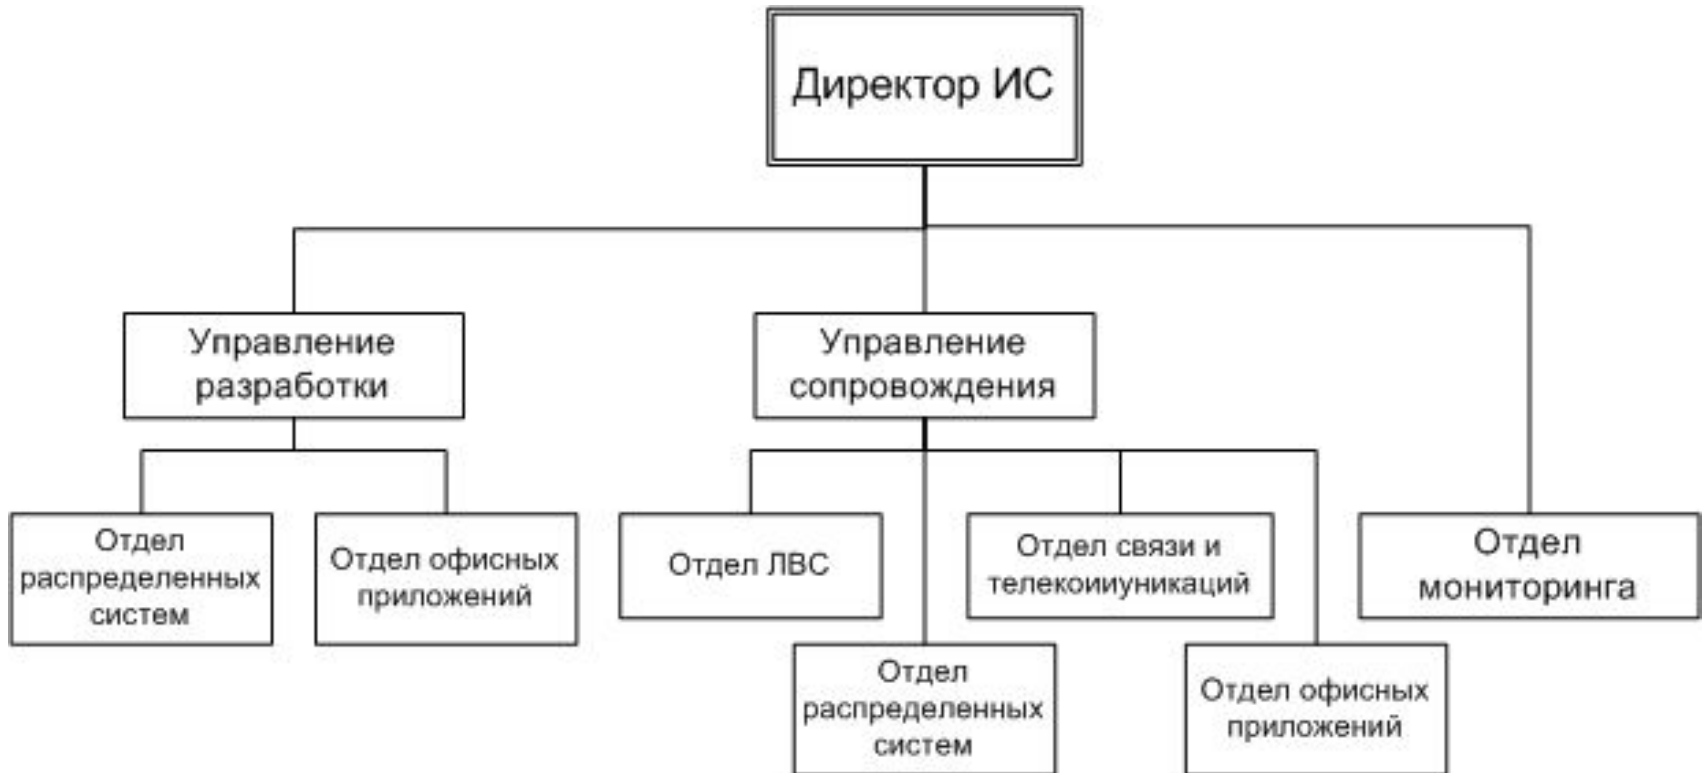 Директор ИС
Управление
разработки
Управление
сопровождения
Отдел
распределенных
систем
Отдел офисных
приложений
Отдел ЛВС
Отдел связи и
телекоииуникаций
Отдел
мониторинга
Отдел
распределенных
систем
Отдел офисных
приложений